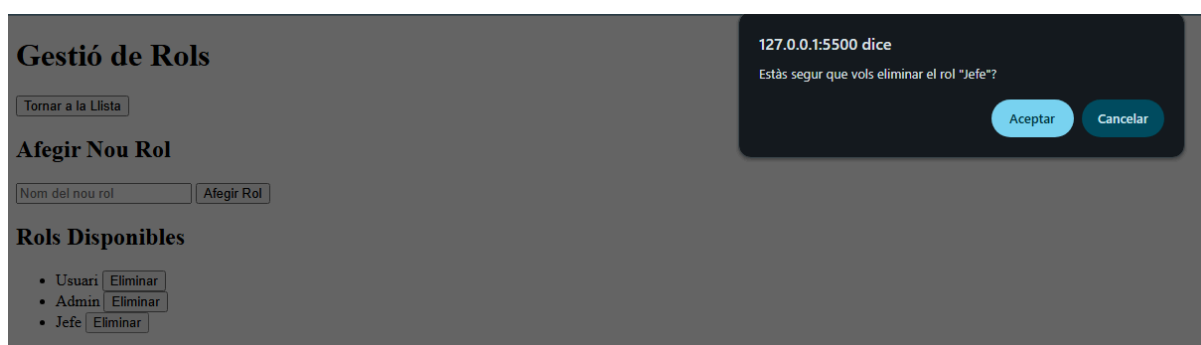 Gestió de Rols
Tornar a la Llista
Afegir Nou Rol
Nom del nou rol Afegir Rol
Rols Disponibles
Usuari Eliminar
Admin Eliminar
Jefe Eliminar
127.0.0.1:5500 dice
Estàs segur que vols eliminar el rol "Jefe"?
Aceptar Cancelar